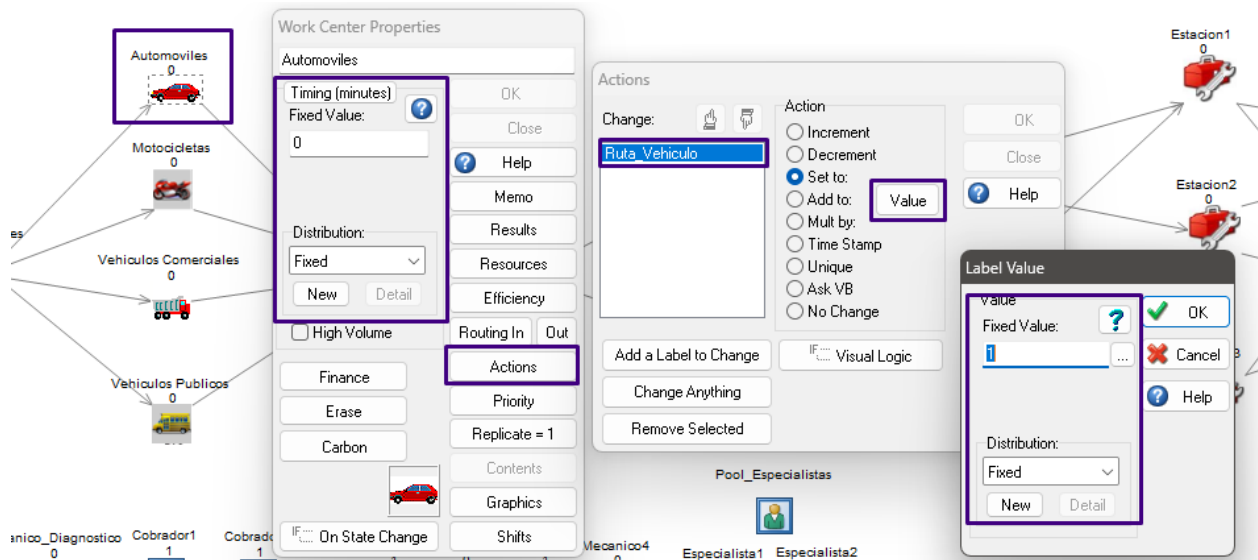 Automoviles
0
Motocicletas
0
es
Vehiculos Comerciales
0
Vehiculos Publicos
0
Work Center Properties
Automoviles
Timing (minutes)
Fixed Value:
?
0
Distribution:
Fixed
New
Detail
High Volume
Finance
Erase
Carbon
IF
On State Change
OK
Close
? Help
Memo
Results
Resources
Efficiency
Routing In
Out
Actions
Priority
Replicate = 1
Contents
Graphics
Shifts
Actions
Change:
Ruta_Vehiculo
Add a Label to Change
Change Anything
Remove Selected
Action
Increment
Decrement
Set to:
Add to:
Mult by:
Time Stamp
Unique
Ask VB
No Change
Value
IF
Visual Logic
OK
Close
? Help
Estacion1
0
Estacion2
0
3
Label Value
Value
Fixed Value:
?
1
...
Distribution:
Fixed
New
Detail
OK
Cancel
? Help
Pool_Especialistas
anico_Diagnostico
0
Cobrador1
1
Cobrado
1
Mecanico4
Especialista1
Especialista2